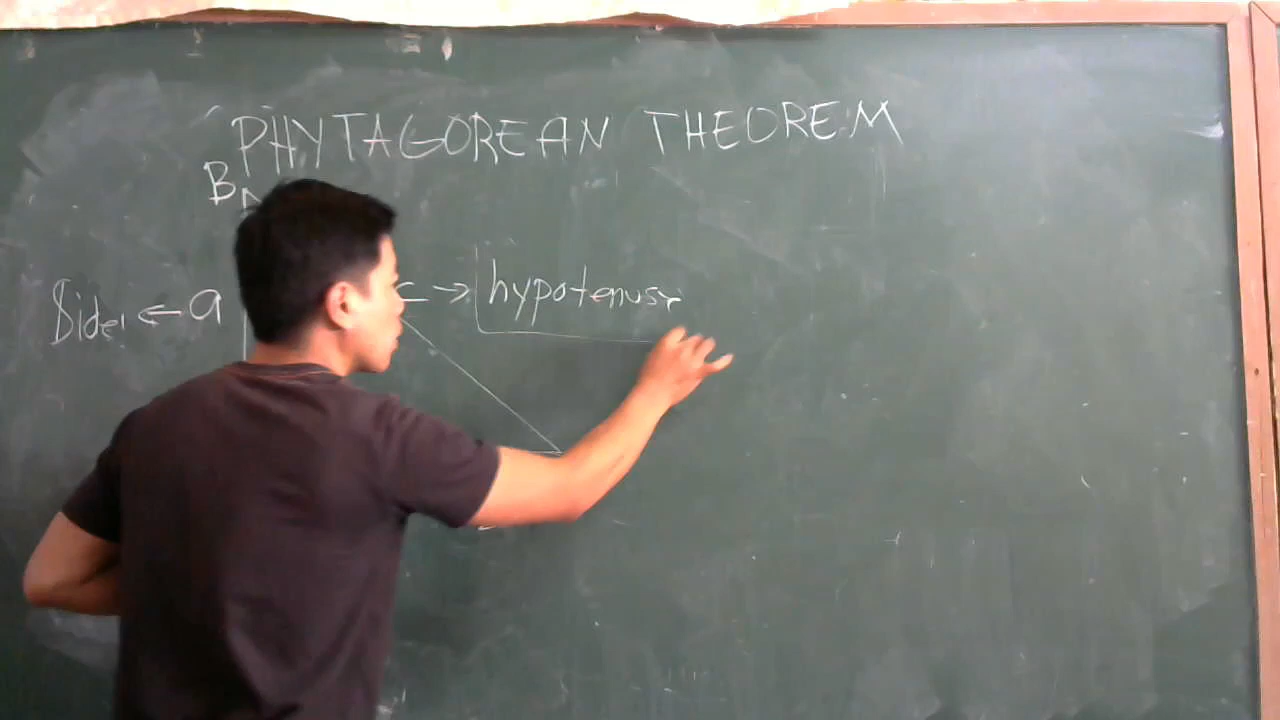 PHYTAGOREAN THEOREM
B
Side ← a
c → hypotenuse